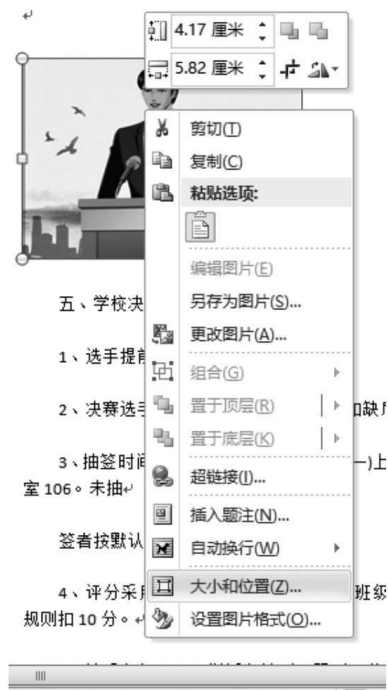 4.17 厘米
5.82 厘米
剪切(T)
复制(C)
粘贴选项:
编辑图片(E)
另存为图片(S)...
五、学校决
更改图片(A)...
1、选手提前
组合(G)
2、决赛选手
置于顶层(R)
如缺席
置于底层(K)
3、抽签时间
超链接(I)...
一)上
室 106。未抽
插入题注(N)...
签者按默认
自动换行(W)
4、评分采用
大小和位置(Z)...
班级
规则扣 10 分。
设置图片格式(O)...